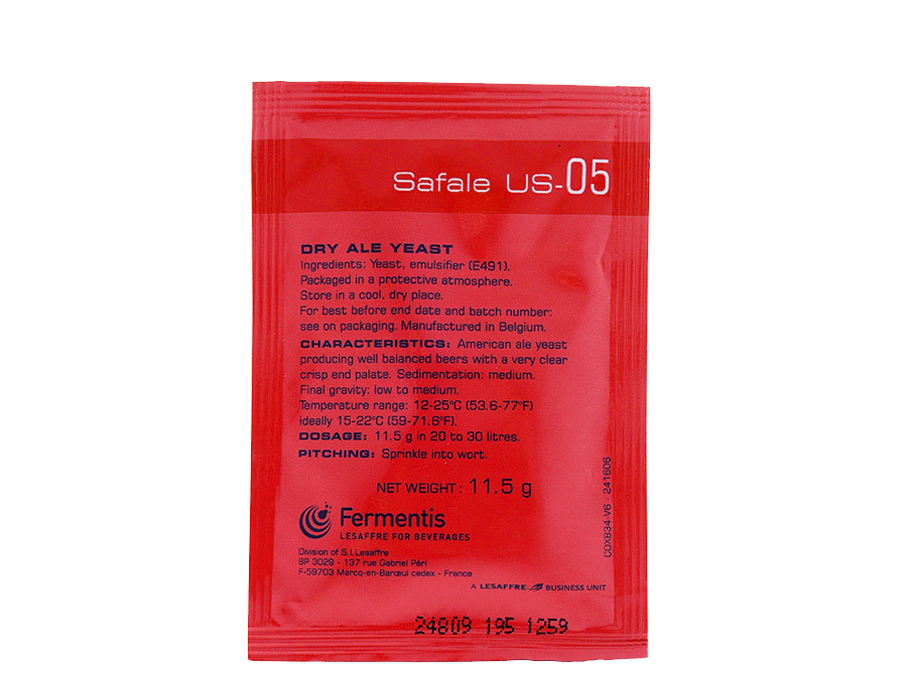 Safale US-05
DRY ALE YEAST
Ingredients: Yeast, emulsifier (E491).
Packaged in a protective atmosphere.
Store in a cool, dry place.
For best before end date and batch number:
see on packaging. Manufactured in Belgium.
CHARACTERISTICS: American ale yeast
producing well balanced beers with a very clear
crisp end palate. Sedimentation: medium.
Final gravity: low to medium.
Temperature range: 12-25°C (53.6-77°F)
ideally 15-22°C (59-71.6°F).
DOSAGE: 11.5 g in 20 to 30 litres.
PITCHING: Sprinkle into wort.
NET WEIGHT : 11.5 g
Fermentis
LESAFFRE FOR BEVERAGES
Division of S.I.Lesaffre
BP 3029 - 137 rue Gabriel Péri
F-59703 Marcq-en-Barœul cedex - France
A LESAFFRE BUSINESS UNIT
CDX834-V6 - 241606
24809 195 1259